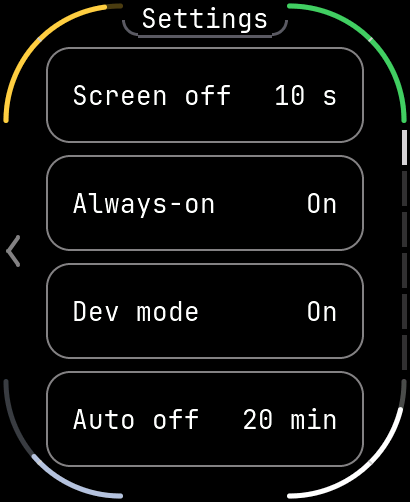 Settings
Screen off 10 s
Always-on On
Dev mode On
Auto off 20 min